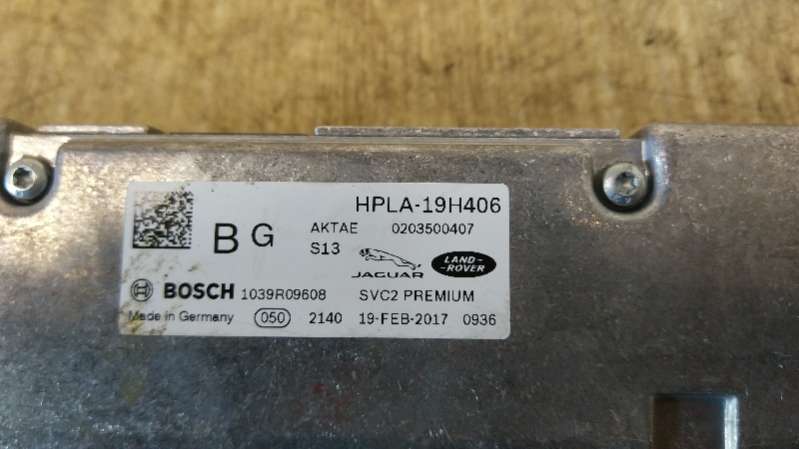 HPLA-19H406
BG AKTAE 0203500407
S13 JAGUAR LAND-ROVER
BOSCH 1039R09608 SVC2 PREMIUM
Made in Germany 050 2140 19-FEB-2017 0936